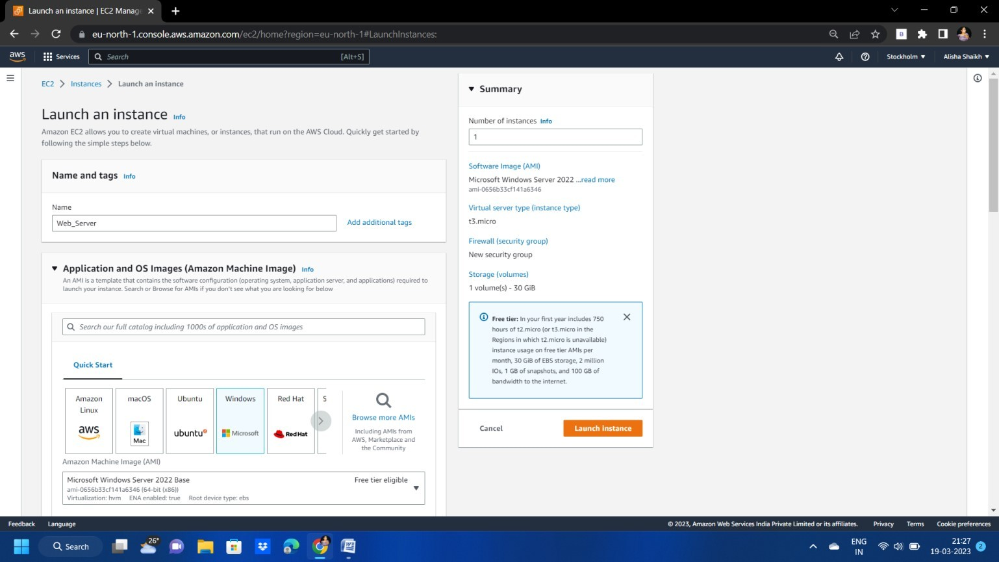 Launch an instance | EC2 Manage
eu-north-1.console.aws.amazon.com/ec2/home?region=eu-north-1#LaunchInstances:
B
aws
Services
Search
[Alt+S]
Stockholm
Alisha Shaikh
EC2
Instances
Launch an instance
Launch an instance Info
Amazon EC2 allows you to create virtual machines, or instances, that run on the AWS Cloud. Quickly get started by
following the simple steps below.
Name and tags Info
Name
Web_Server
Add additional tags
Application and OS Images (Amazon Machine Image) Info
An AMI is a template that contains the software configuration (operating system, application server, and applications) required to
launch your instance. Search or Browse for AMIs if you don't see what you are looking for below
Search our full catalog including 1000s of application and OS images
Quick Start
Amazon
Linux
aws
macOS
Mac
Ubuntu
ubuntu
Windows
Microsoft
Red Hat
Red Hat
S
Browse more AMIs
Including AMIs from
AWS, Marketplace and
the Community
Amazon Machine Image (AMI)
Microsoft Windows Server 2022 Base
Free tier eligible
ami-0656b33cf141a6346 (64-bit (x86))
Virtualization: hvm ENA enabled: true Root device type: ebs
Summary
Number of instances Info
1
Software Image (AMI)
Microsoft Windows Server 2022 ...read more
ami-0656b33cf141a6346
Virtual server type (instance type)
t3.micro
Firewall (security group)
New security group
Storage (volumes)
1 volume(s) - 30 GiB
Free tier: In your first year includes 750
hours of t2.micro (or t3.micro in the
Regions in which t2.micro is unavailable)
instance usage on free tier AMIs per
month, 30 GiB of EBS storage, 2 million
IOs, 1 GB of snapshots, and 100 GB of
bandwidth to the internet.
Cancel
Launch instance
Feedback
Language
© 2023, Amazon Web Services India Private Limited or its affiliates.
Privacy
Terms
Cookie preferences
Search
26°
ENG
IN
21:27
19-03-2023
2